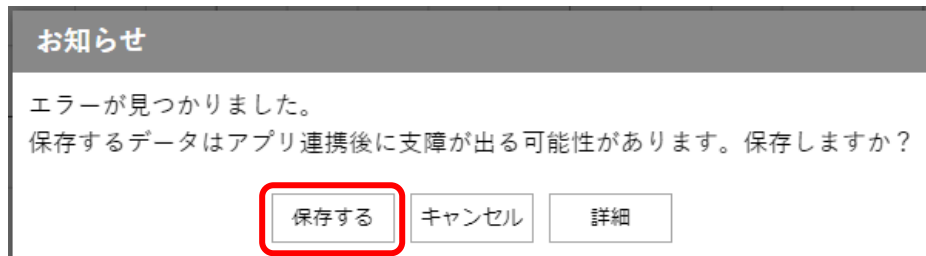 お知らせ
エラーが見つかりました。
保存するデータはアプリ連携後に支障が出る可能性があります。保存しますか？
保存する キャンセル 詳細